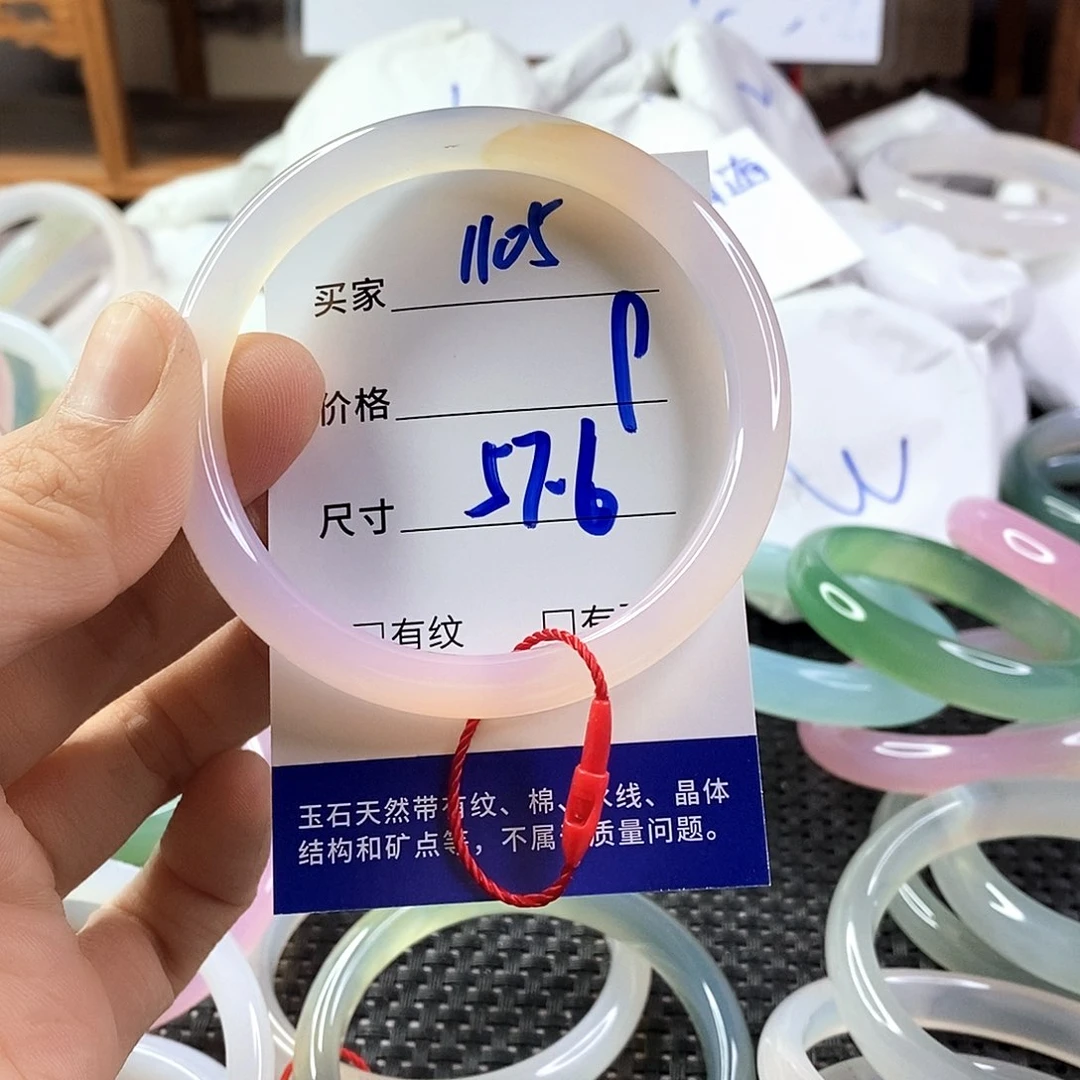 买家 1105
价格
尺寸 57.6
□有纹 □有
玉石天然带有纹、棉、水线、晶体
结构和矿点等，不属 质量问题。